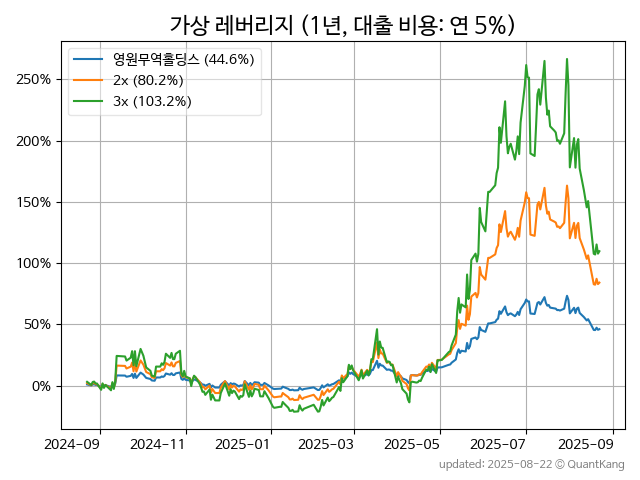 가상 레버리지 (1년, 대출 비용: 연 5%)
영원무역홀딩스 (44.6%)
2x (80.2%)
3x (103.2%)
250%
200%
150%
100%
50%
0%
2024-09 2024-11 2025-01 2025-03 2025-05 2025-07 2025-09
updated: 2025-08-22 © QuantKang